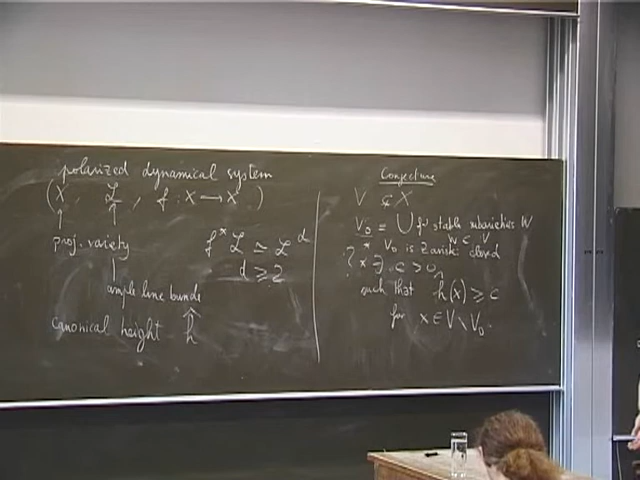 polarized dynamical system
(X, ℒ, f : X → X)
↑ ↑
proj. variety
ample line bundle
f* ℒ ≃ ℒ^d
d ≥ 2
canonical height ĥ
Conjecture
V ⊊ X
V₀ = ⋃ stable subvarieties W
W ⊂ V
* V₀ is Zariski closed
? * ∃ c > 0,
such that ĥ(x) ≥ c
for x ∈ V \ V₀.